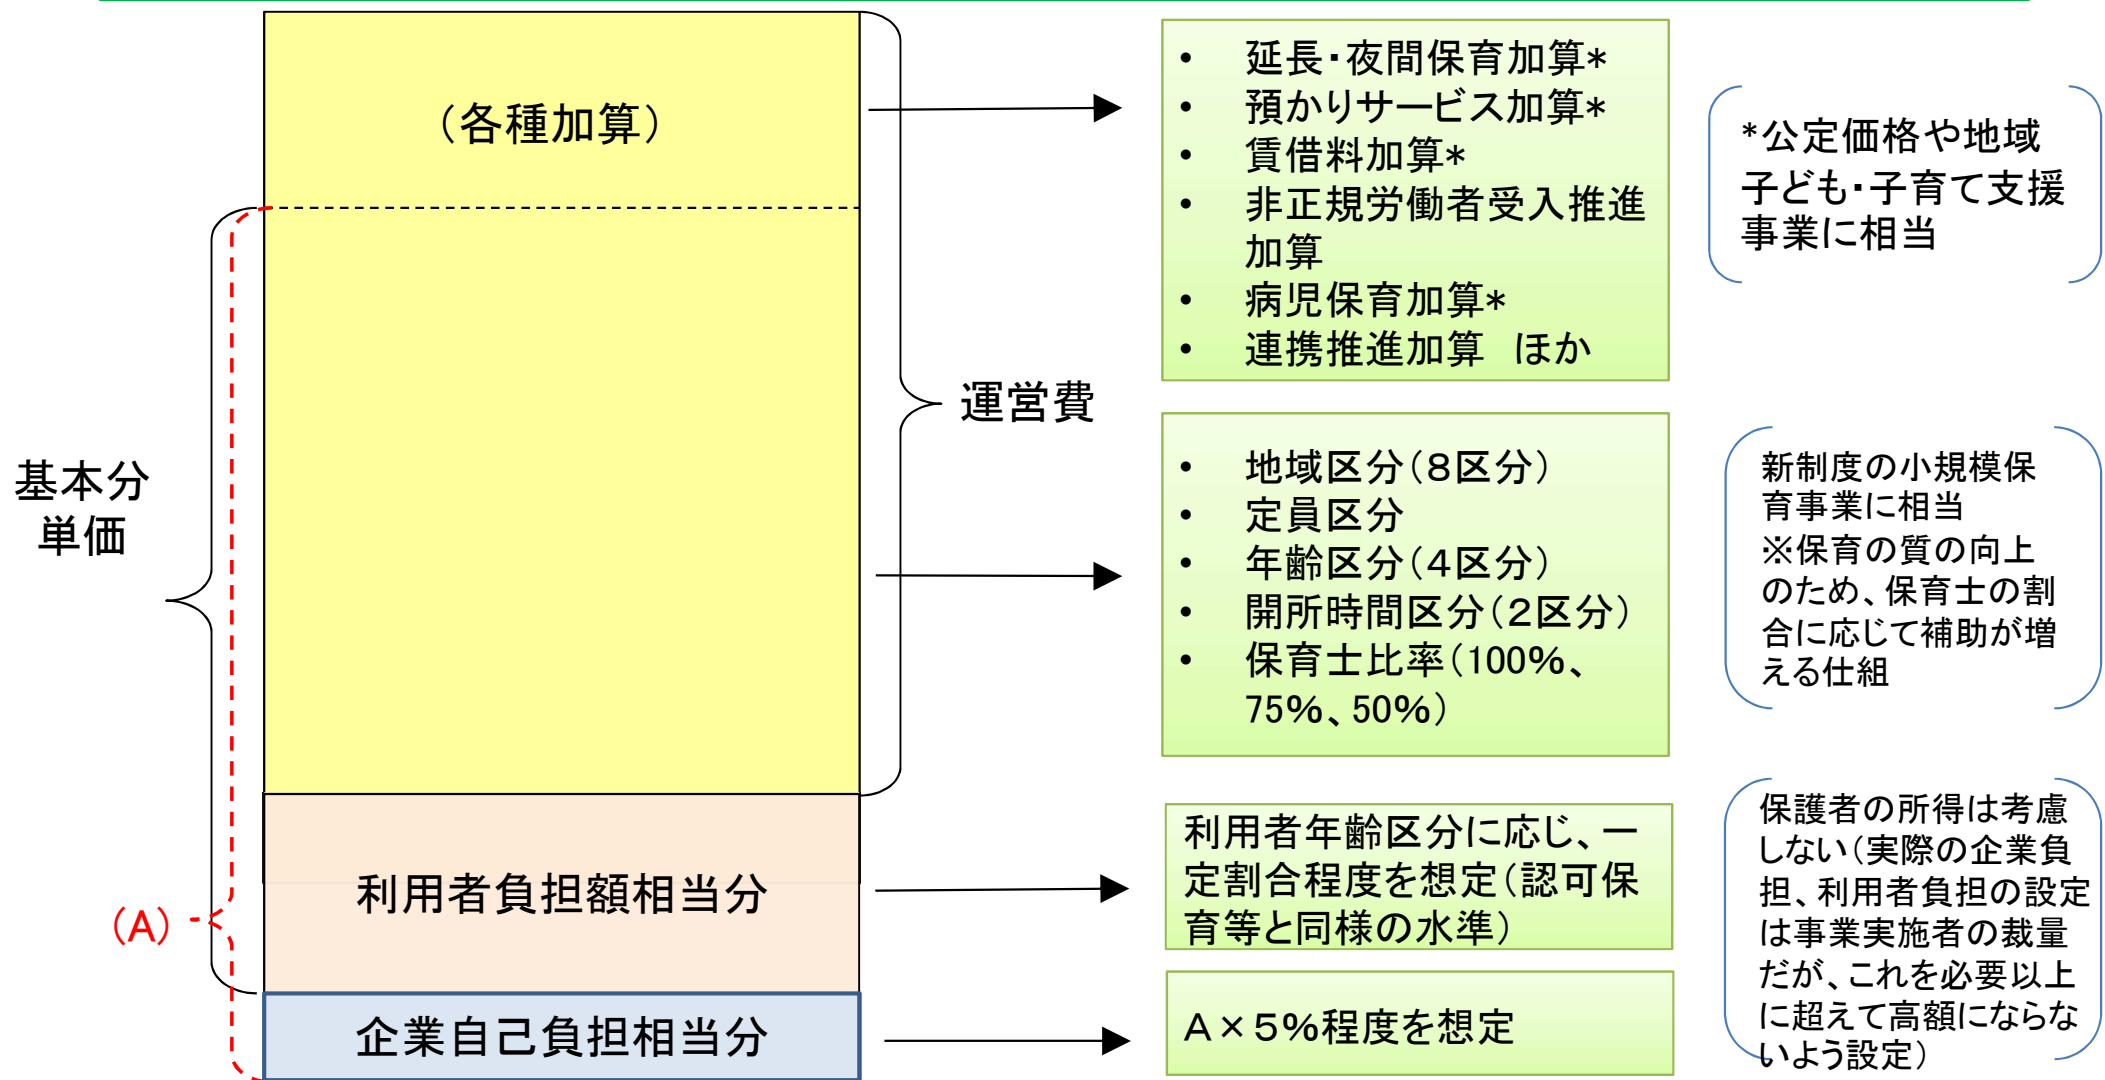 (各種加算)
基本分
単価
(A)
利用者負担額相当分
企業自己負担相当分
運営費
• 延長・夜間保育加算*
• 預かりサービス加算*
• 賃借料加算*
• 非正規労働者受入推進
加算
• 病児保育加算*
• 連携推進加算　ほか
*公定価格や地域
子ども・子育て支援
事業に相当
• 地域区分(8区分)
• 定員区分
• 年齢区分(4区分)
• 開所時間区分(2区分)
• 保育士比率(100%、
75%、50%)
新制度の小規模保
育事業に相当
※保育の質の向上
のため、保育士の割
合に応じて補助が増
える仕組
利用者年齢区分に応じ、一
定割合程度を想定(認可保
育等と同様の水準)
A×5%程度を想定
保護者の所得は考慮
しない(実際の企業負
担、利用者負担の設定
は事業実施者の裁量
だが、これを必要以上
に超えて高額にならな
いよう設定)